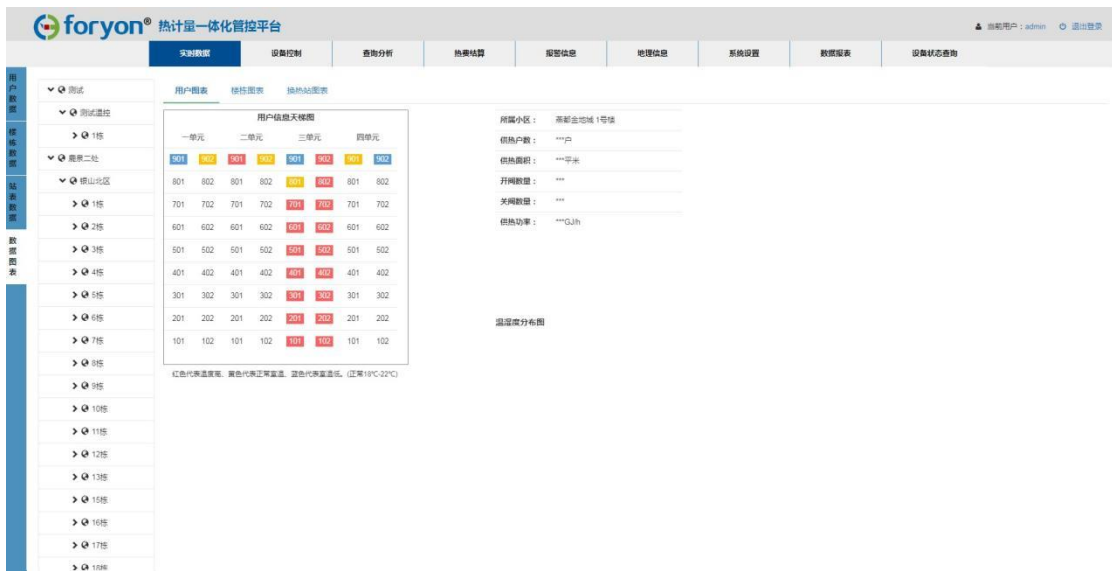 foryon® 热计量一体化管控平台
当前用户：admin 退出登录
实时数据 设备控制 查询分析 热费结算 报警信息 地理信息 系统设置 数据报表 设备状态查询
用户数据
楼栋数据
站表数据
数据图表
测试
测试温控
1栋
鹿泉二处
横山北区
1栋
2栋
3栋
4栋
5栋
6栋
7栋
8栋
9栋
10栋
11栋
12栋
13栋
15栋
16栋
17栋
18栋
用户图表 楼栋图表 换热站图表
用户信息天梯图
一单元 二单元 三单元 四单元
901 902 901 902 901 902 901 902
801 802 801 802 801 802 801 802
701 702 701 702 701 702 701 702
601 602 601 602 601 602 601 602
501 502 501 502 501 502 501 502
401 402 401 402 401 402 401 402
301 302 301 302 301 302 301 302
201 202 201 202 201 202 201 202
101 102 101 102 101 102 101 102
红色代表温度高、黄色代表正常室温、蓝色代表室温低。(正常18℃-22℃)
所属小区： 燕都金地城 1号楼
供热户数： ***户
供热面积： ***平米
开阀数量： ***
关阀数量： ***
供热功率： ***GJ/h
温湿度分布图